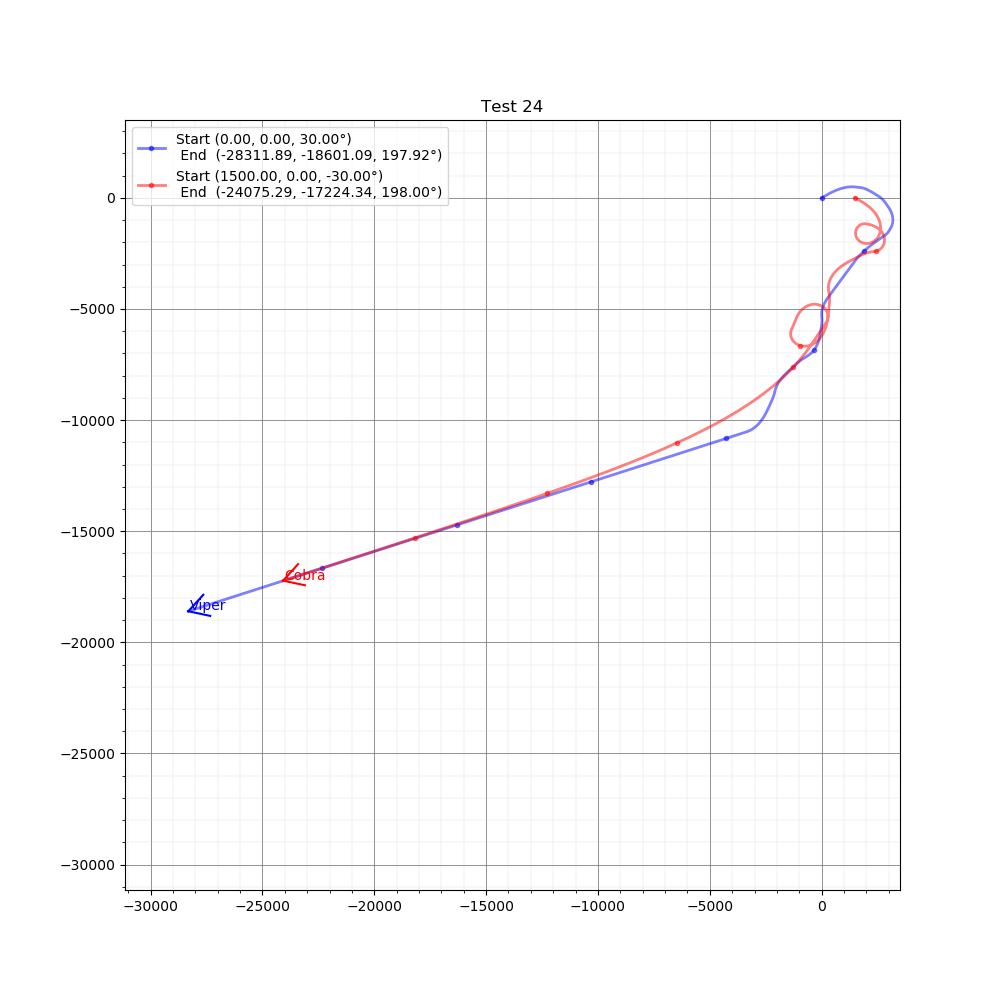 Test 24
Start (0.00, 0.00, 30.00°)
End (-28311.89, -18601.09, 197.92°)
Start (1500.00, 0.00, -30.00°)
End (-24075.29, -17224.34, 198.00°)
0
−5000
−10000
−15000
−20000
−25000
−30000
Cobra
Viper
−30000 −25000 −20000 −15000 −10000 −5000 0